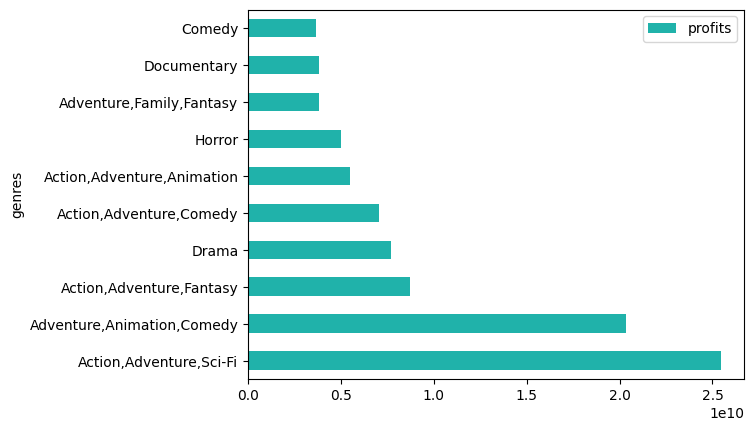 profits
genres
Comedy
Documentary
Adventure,Family,Fantasy
Horror
Action,Adventure,Animation
Action,Adventure,Comedy
Drama
Action,Adventure,Fantasy
Adventure,Animation,Comedy
Action,Adventure,Sci-Fi
0.0 0.5 1.0 1.5 2.0 2.5
1e10